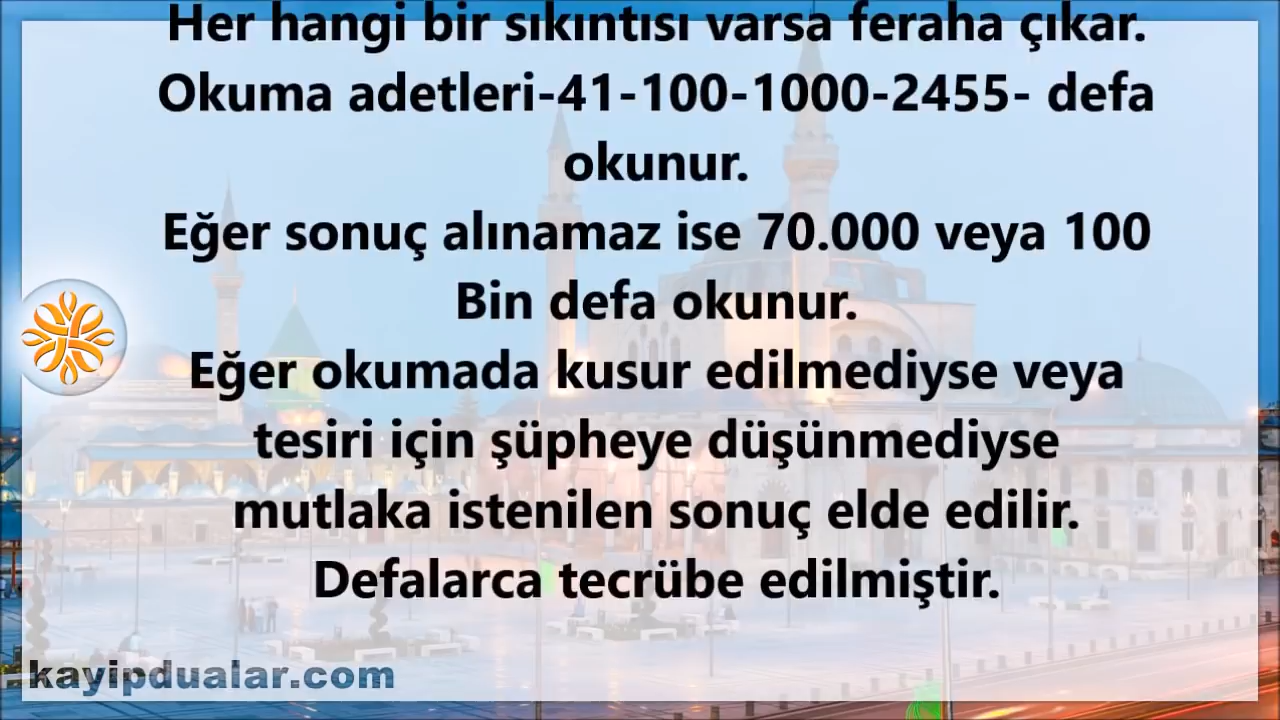 Her hangi bir sıkıntısı varsa feraha çıkar.
Okuma adetleri-41-100-1000-2455- defa
okunur.
Eğer sonuç alınamaz ise 70.000 veya 100
Bin defa okunur.
Eğer okumada kusur edilmediyse veya
tesiri için şüpheye düşünmediyse
mutlaka istenilen sonuç elde edilir.
Defalarca tecrübe edilmiştir.
kayipdualar.com